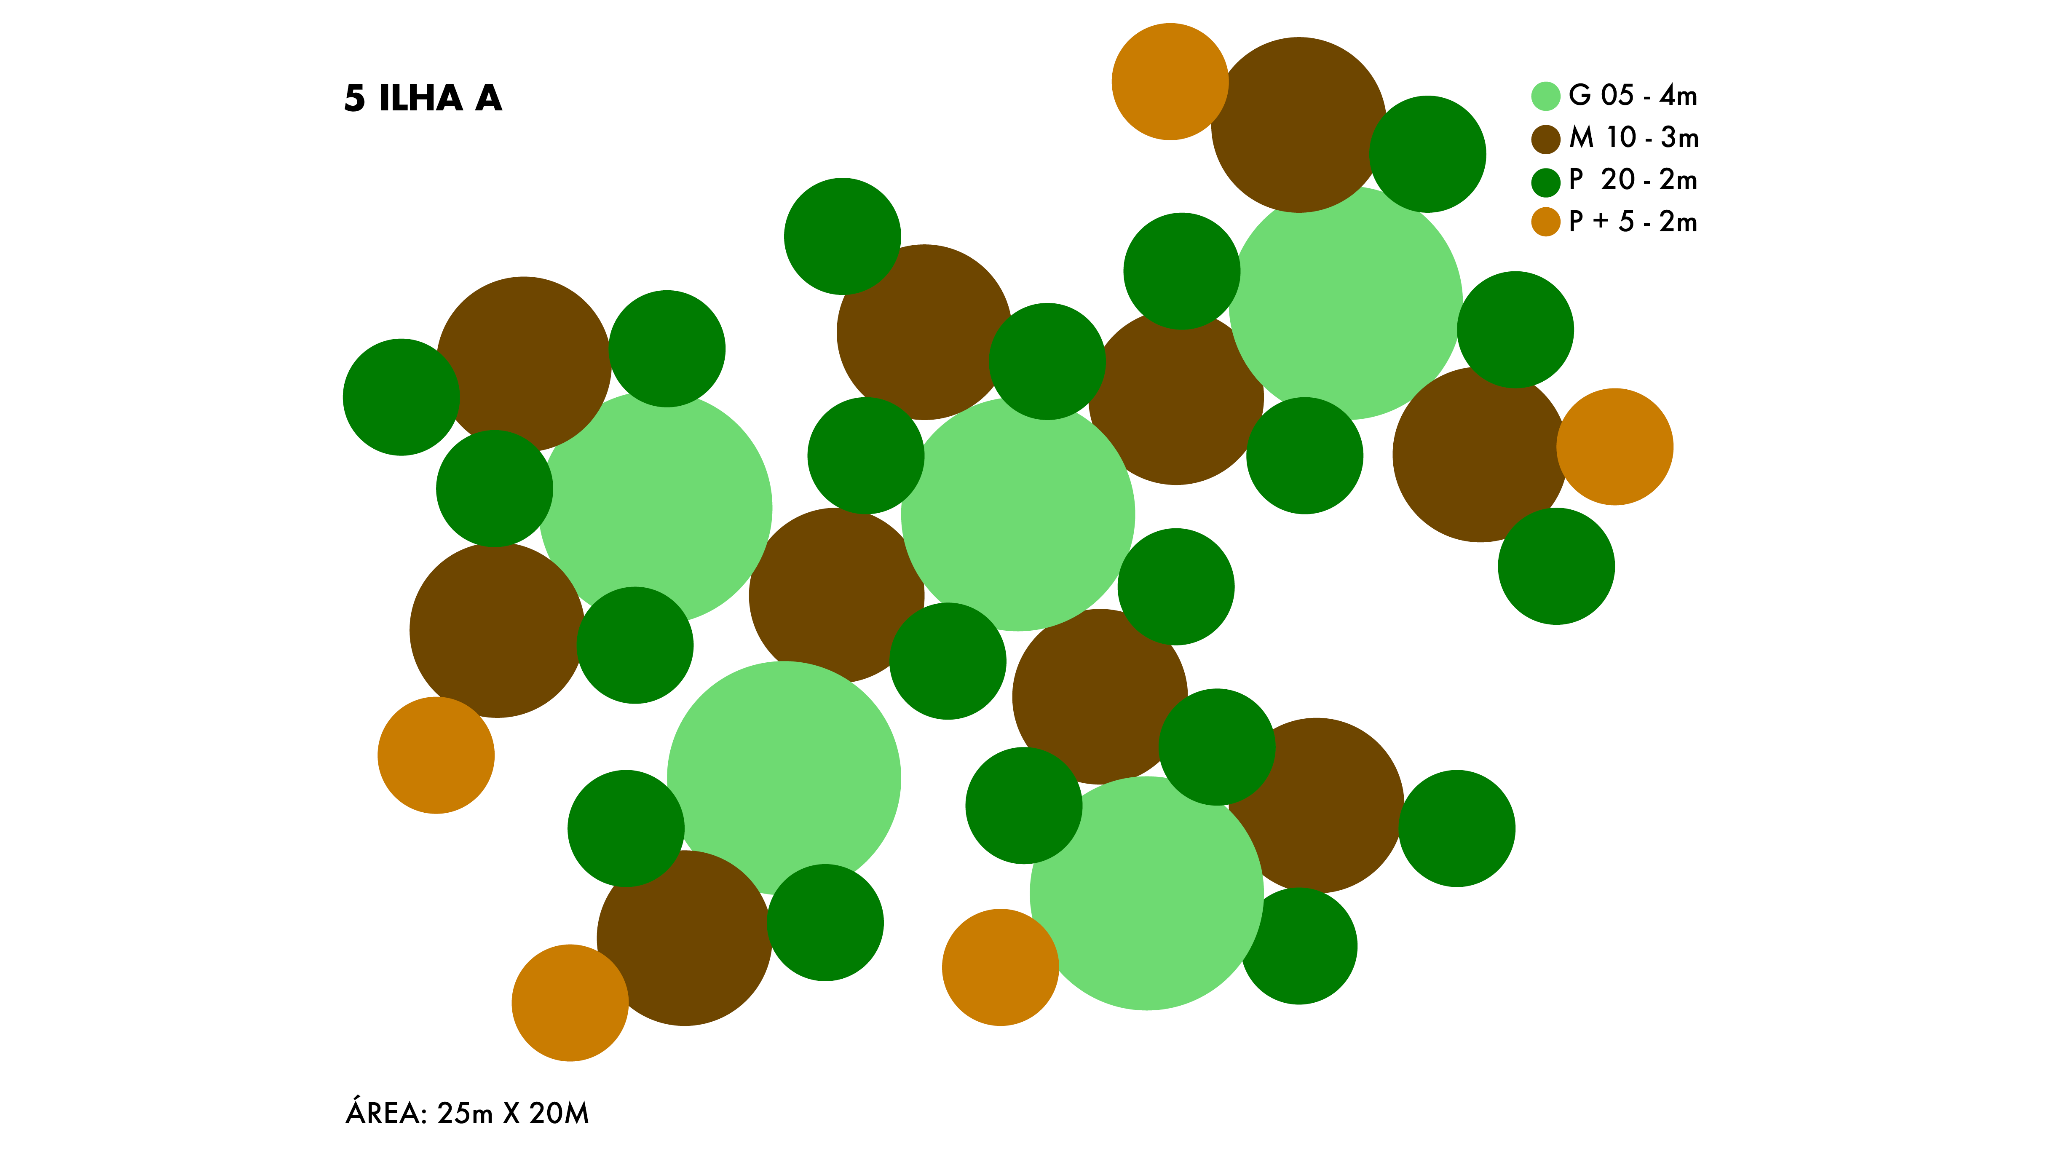 5 ILHA A
G 05 - 4m
M 10 - 3m
P 20 - 2m
P + 5 - 2m
ÁREA: 25m X 20M